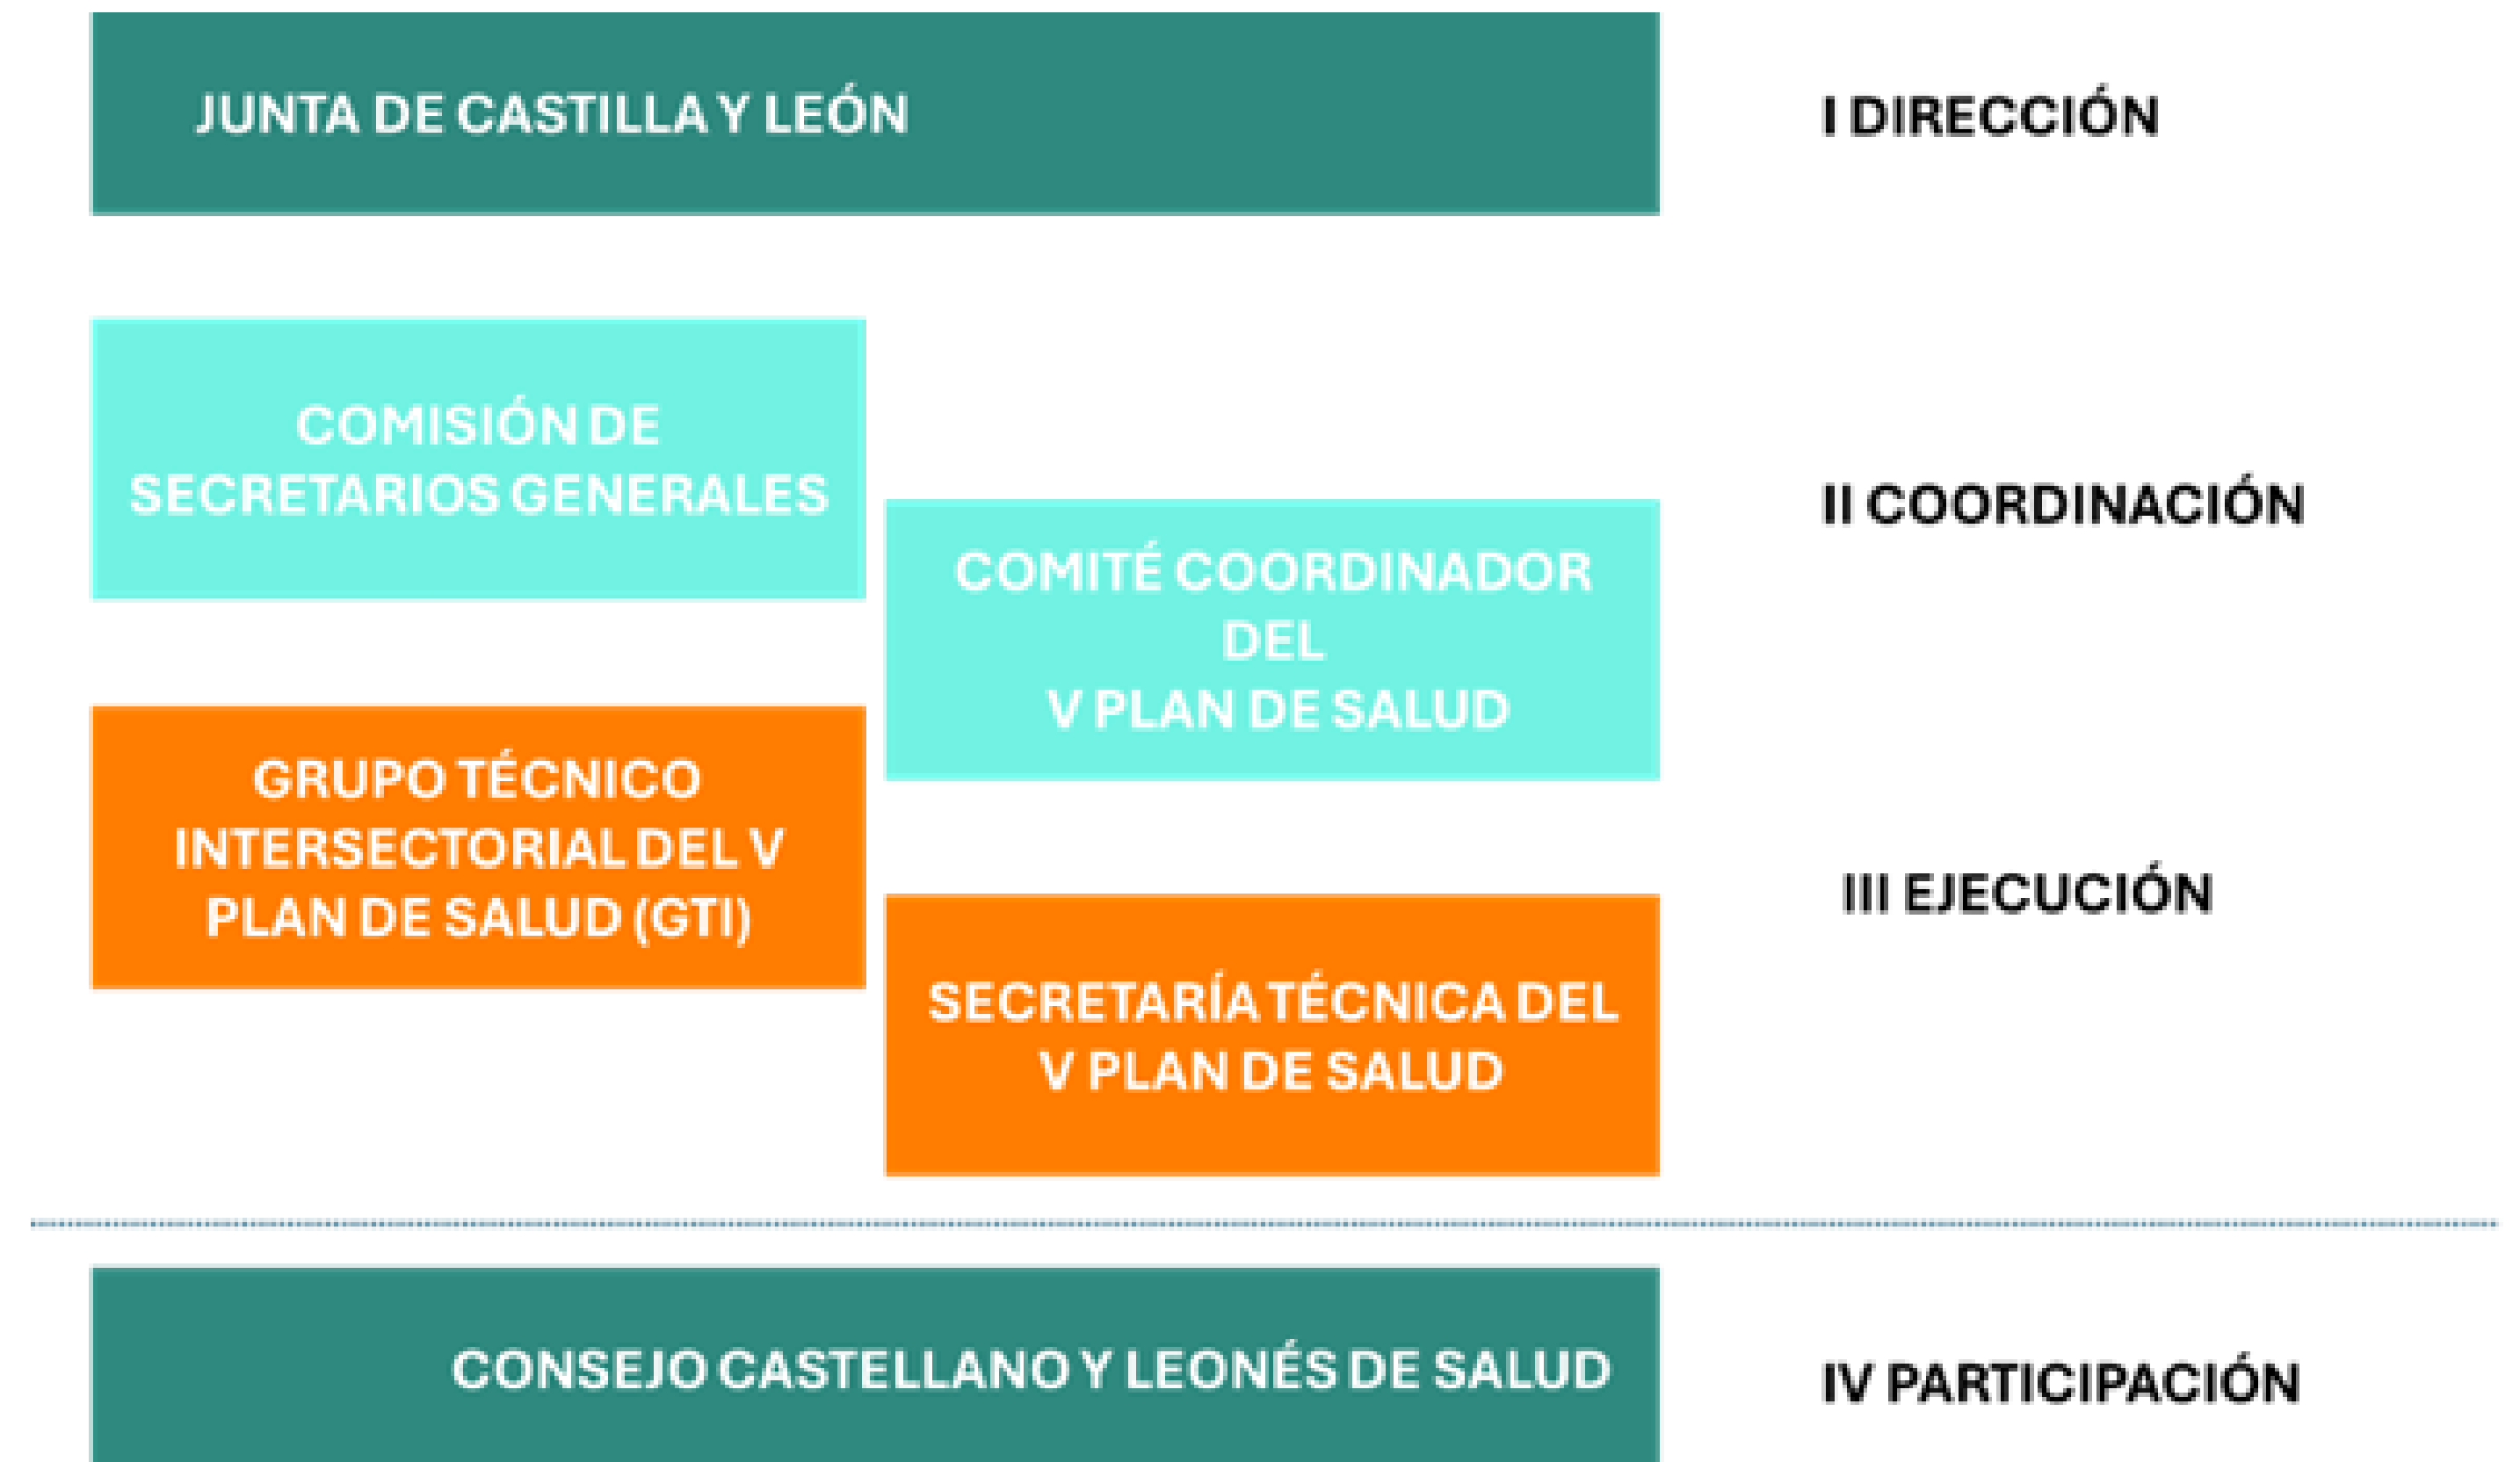 JUNTA DE CASTILLA Y LEÓN
I DIRECCIÓN
COMISIÓN DE
SECRETARIOS GENERALES
II COORDINACIÓN
COMITÉ COORDINADOR
DEL
V PLAN DE SALUD
GRUPO TÉCNICO
INTERSECTORIAL DEL V
PLAN DE SALUD (GTI)
III EJECUCIÓN
SECRETARÍA TÉCNICA DEL
V PLAN DE SALUD
CONSEJO CASTELLANO Y LEONÉS DE SALUD
IV PARTICIPACIÓN